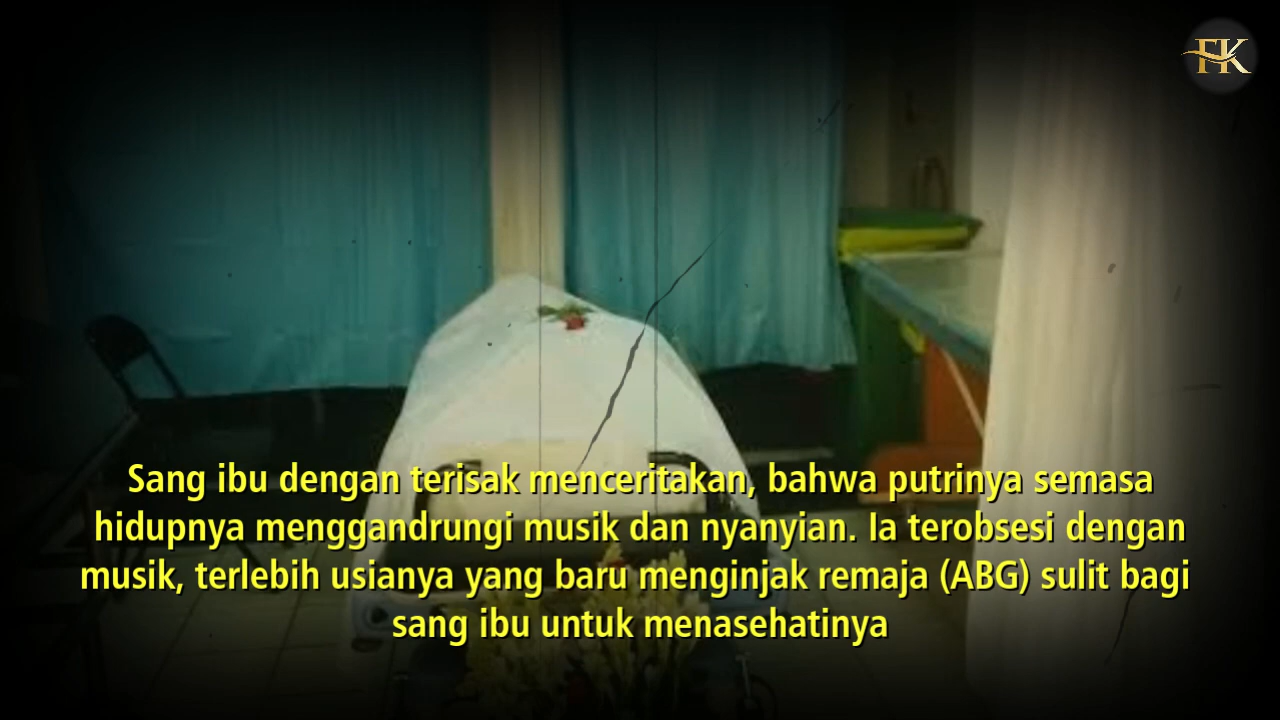 FK
Sang ibu dengan terisak menceritakan, bahwa putrinya semasa
hidupnya menggandrungi musik dan nyanyian. Ia terobsesi dengan
musik, terlebih usianya yang baru menginjak remaja (ABG) sulit bagi
sang ibu untuk menasehatinya